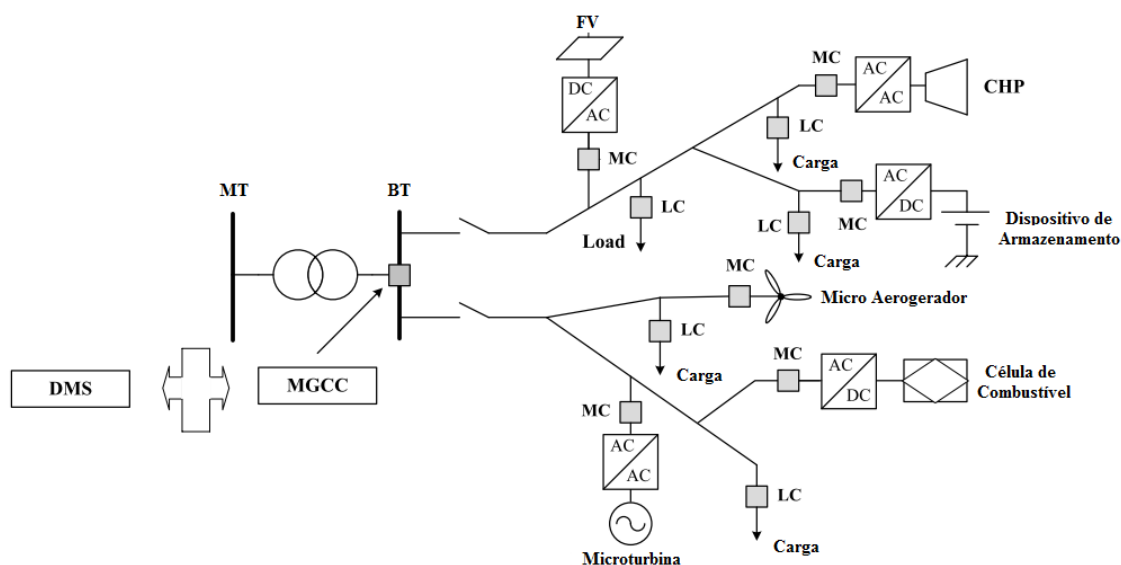 FV
DC
AC
MC
MC
AC
AC
CHP
LC
Carga
MT
BT
LC
Load
AC
DC
MC
LC
Carga
Dispositivo de
Armazenamento
MC
Micro Aerogerador
LC
Carga
DMS
MGCC
MC
AC
DC
Célula de
Combustível
MC
AC
AC
Microturbina
LC
Carga